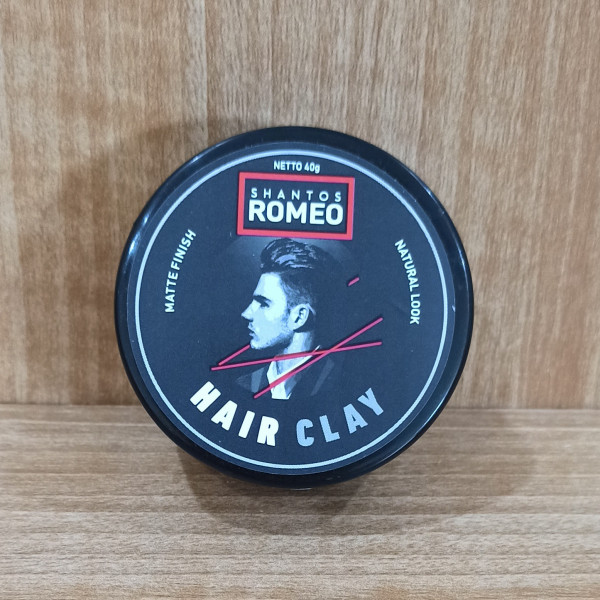 NETTO 40g
SHANTOS
ROMEO
MATTE FINISH
NATURAL LOOK
HAIR CLAY